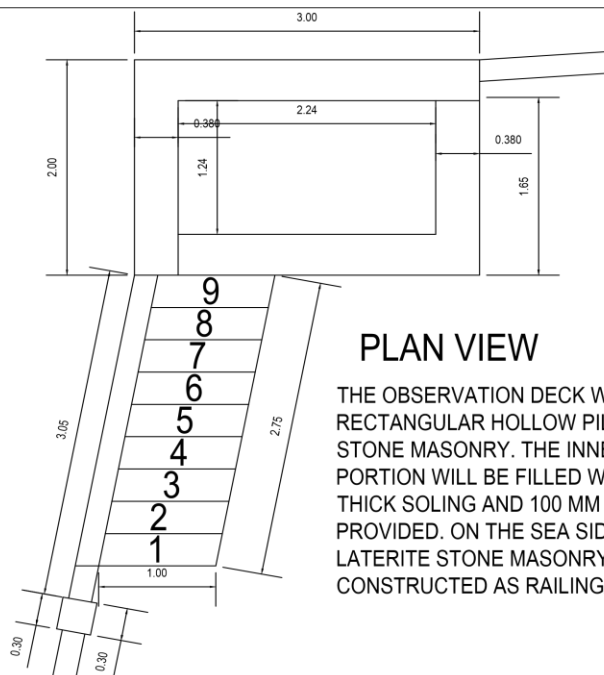 3.00
2.24
0.380
0.380
2.00
1.24
1.65
9
8
7
6
5
4
3
2
1
3.05
2.75
1.00
0.30
0.30
PLAN VIEW
THE OBSERVATION DECK W
RECTANGULAR HOLLOW PIL
STONE MASONRY. THE INNE
PORTION WILL BE FILLED W
THICK SOLING AND 100 MM
PROVIDED. ON THE SEA SID
LATERITE STONE MASONRY
CONSTRUCTED AS RAILING